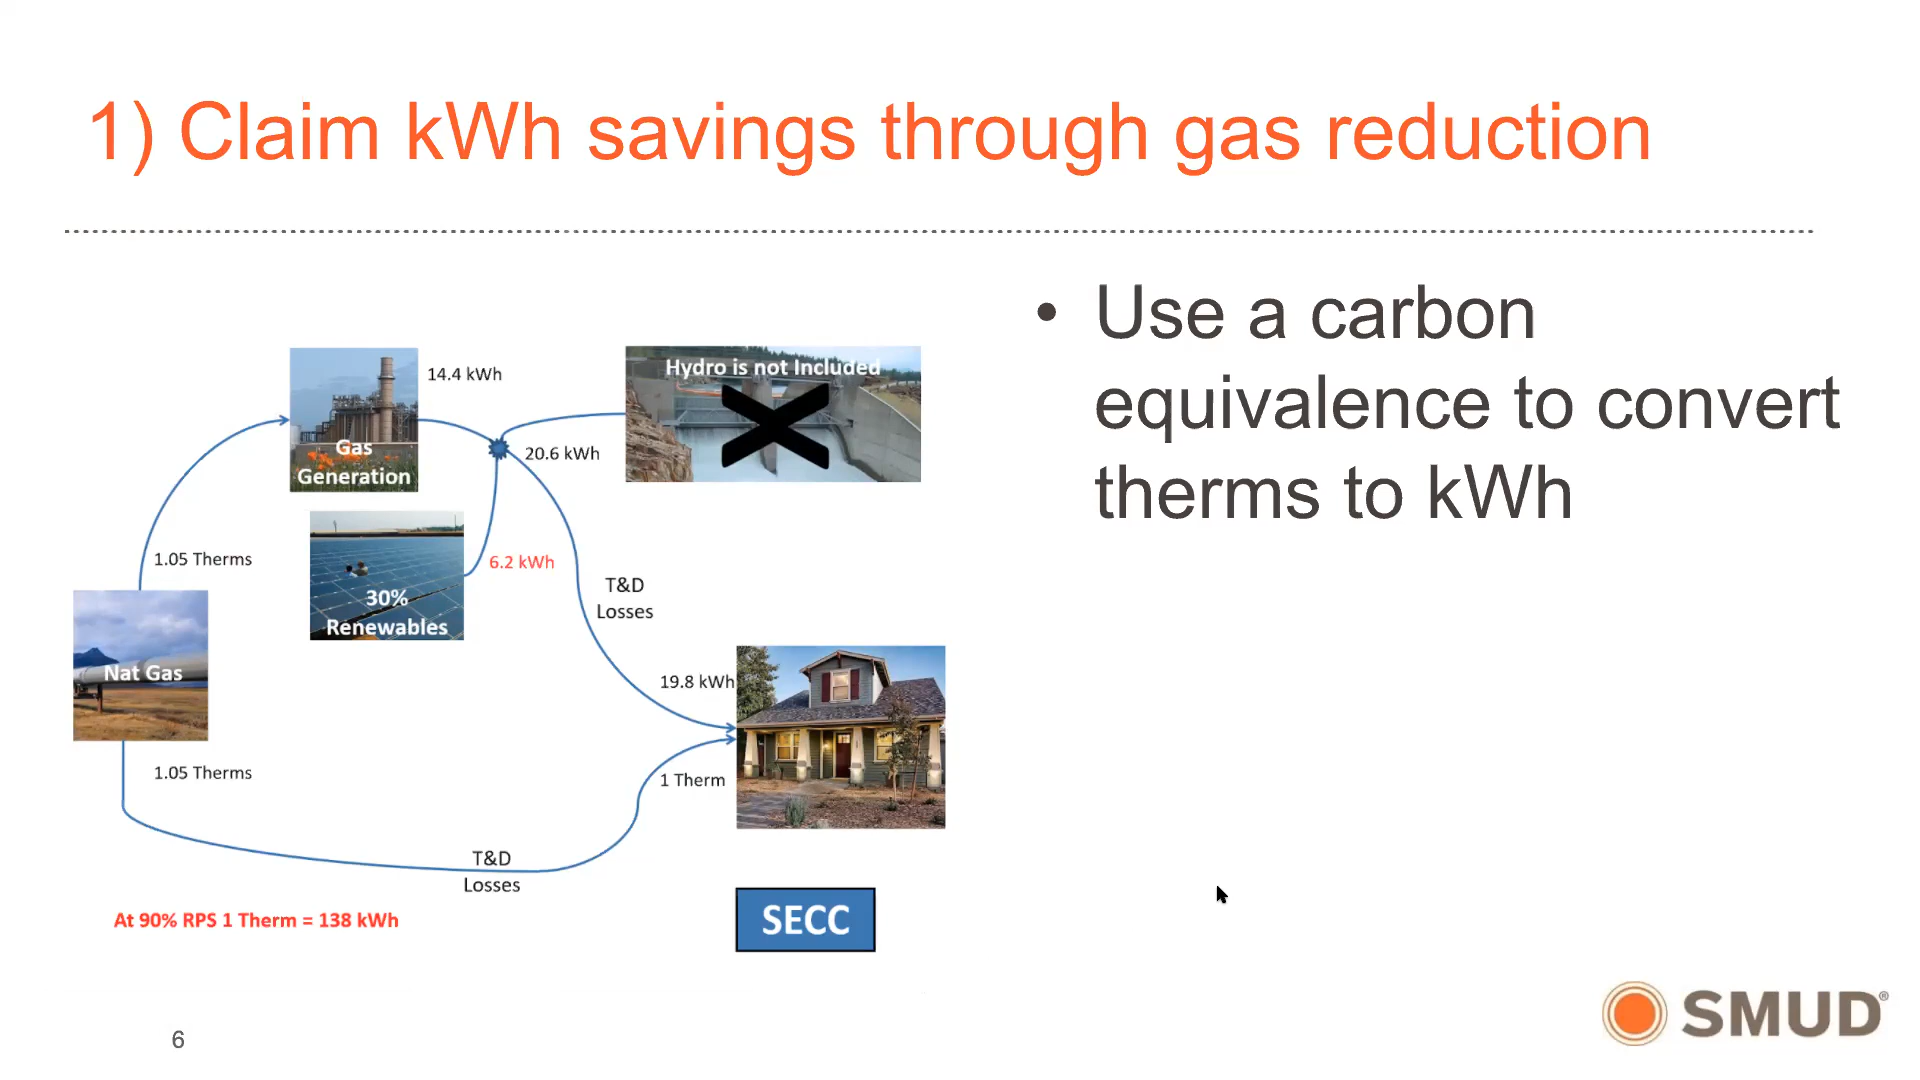 1) Claim kWh savings through gas reduction
• Use a carbon
equivalence to convert
therms to kWh
14.4 kWh
Hydro is not Included
Gas
Generation
20.6 kWh
1.05 Therms
6.2 kWh
30%
Renewables
T&D
Losses
Nat Gas
19.8 kWh
1.05 Therms
1 Therm
T&D
Losses
At 90% RPS 1 Therm = 138 kWh
SECC
6
SMUD®